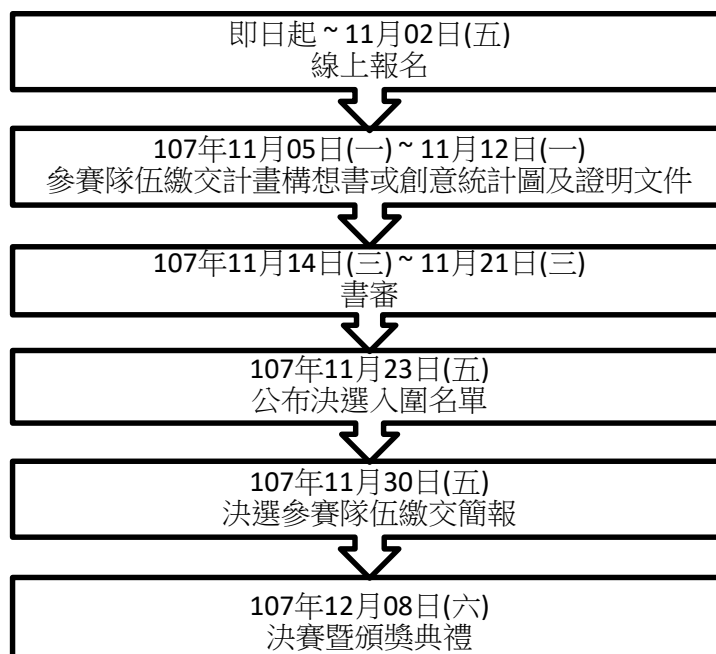 即日起 ~ 11月02日(五)
線上報名
107年11月05日(一) ~ 11月12日(一)
參賽隊伍繳交計畫構想書或創意統計圖及證明文件
107年11月14日(三) ~ 11月21日(三)
書審
107年11月23日(五)
公布決選入圍名單
107年11月30日(五)
決選參賽隊伍繳交簡報
107年12月08日(六)
決賽暨頒獎典禮